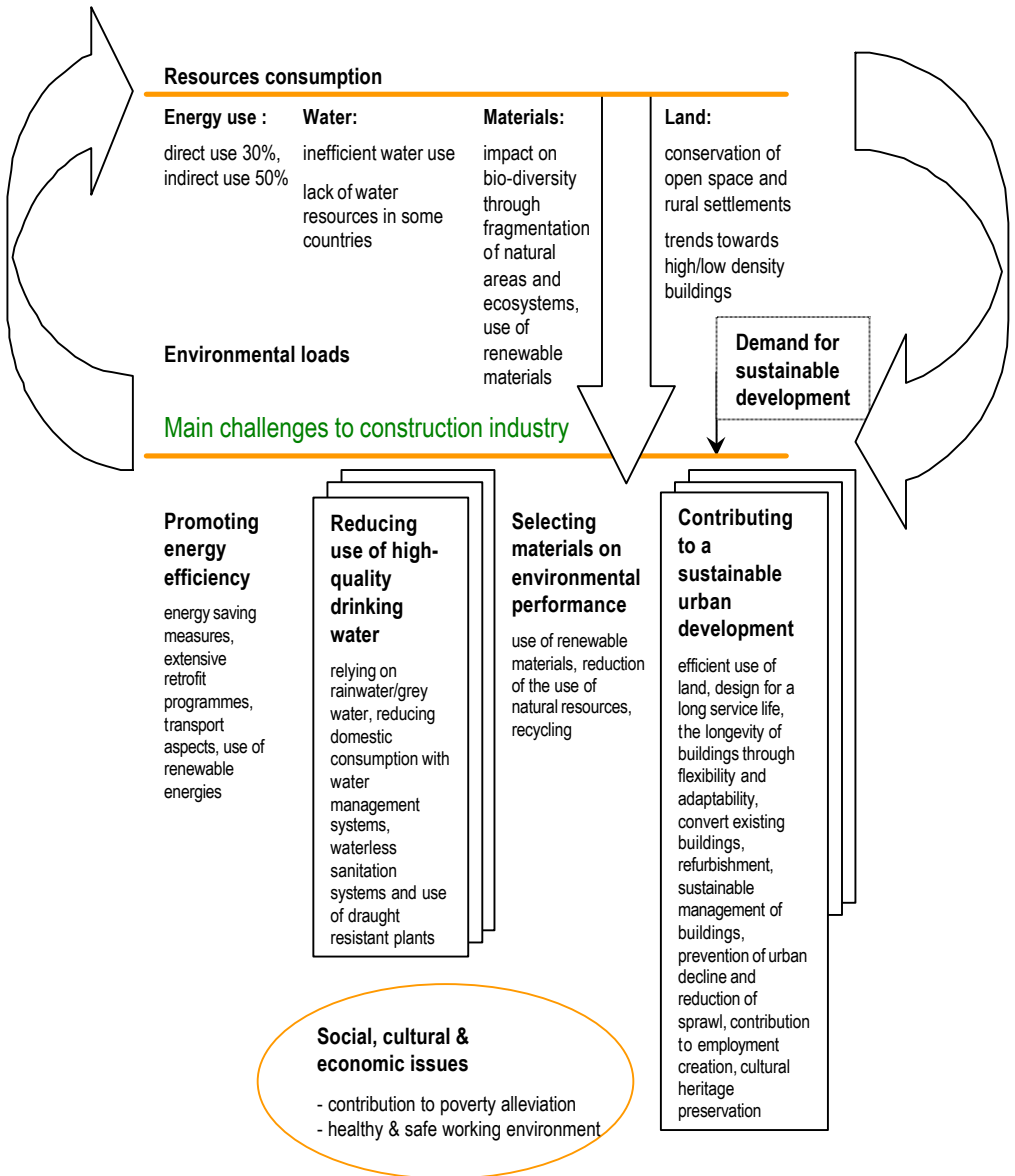 Resources consumption
Energy use :
direct use 30%,
indirect use 50%
Water:
inefficient water use
lack of water
resources in some
countries
Materials:
impact on
bio-diversity
through
fragmentation
of natural
areas and
ecosystems,
use of
renewable
materials
Land:
conservation of
open space and
rural settlements
trends towards
high/low density
buildings
Environmental loads
Demand for
sustainable
development
Main challenges to construction industry
Promoting
energy
efficiency
energy saving
measures,
extensive
retrofit
programmes,
transport
aspects, use of
renewable
energies
Reducing
use of high-
quality
drinking
water
relying on
rainwater/grey
water, reducing
domestic
consumption with
water
management
systems,
waterless
sanitation
systems and use
of draught
resistant plants
Selecting
materials on
environmental
performance
use of renewable
materials, reduction
of the use of
natural resources,
recycling
Contributing
to a
sustainable
urban
development
efficient use of
land, design for a
long service life,
the longevity of
buildings through
flexibility and
adaptability,
convert existing
buildings,
refurbishment,
sustainable
management of
buildings,
prevention of urban
decline and
reduction of
sprawl, contribution
to employment
creation, cultural
heritage
preservation
Social, cultural &
economic issues
- contribution to poverty alleviation
- healthy & safe working environment